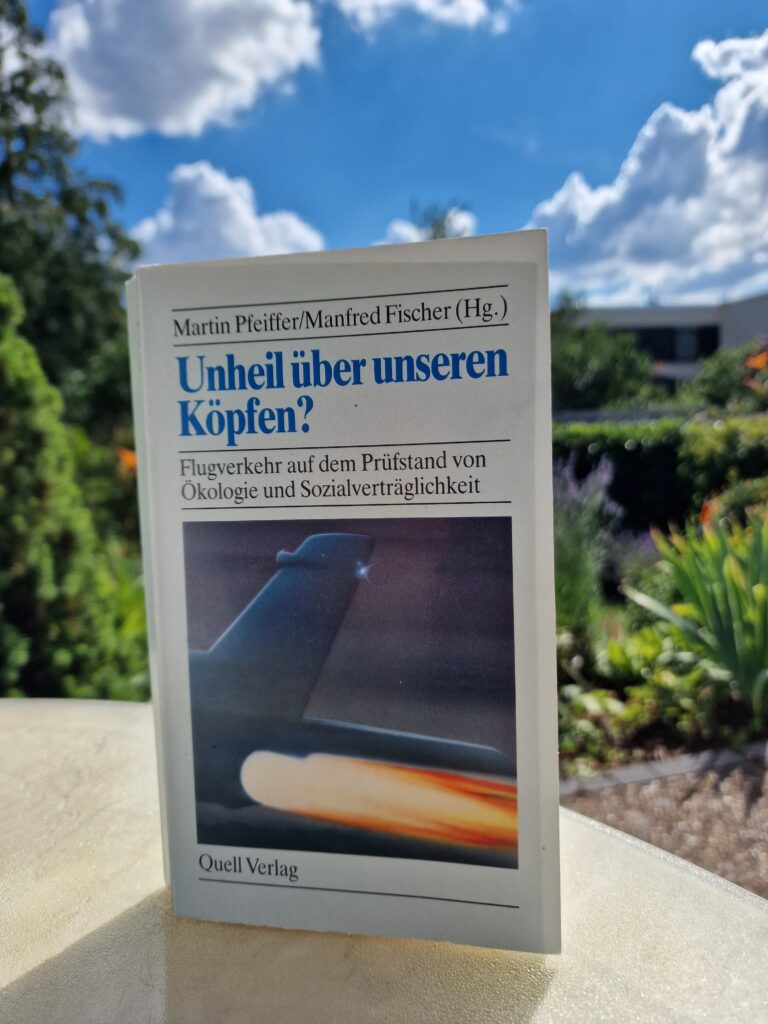 Martin Pfeiffer/Manfred Fischer (Hg.)
Unheil über unseren
Köpfen?
Flugverkehr auf dem Prüfstand von
Ökologie und Sozialverträglichkeit
Quell Verlag